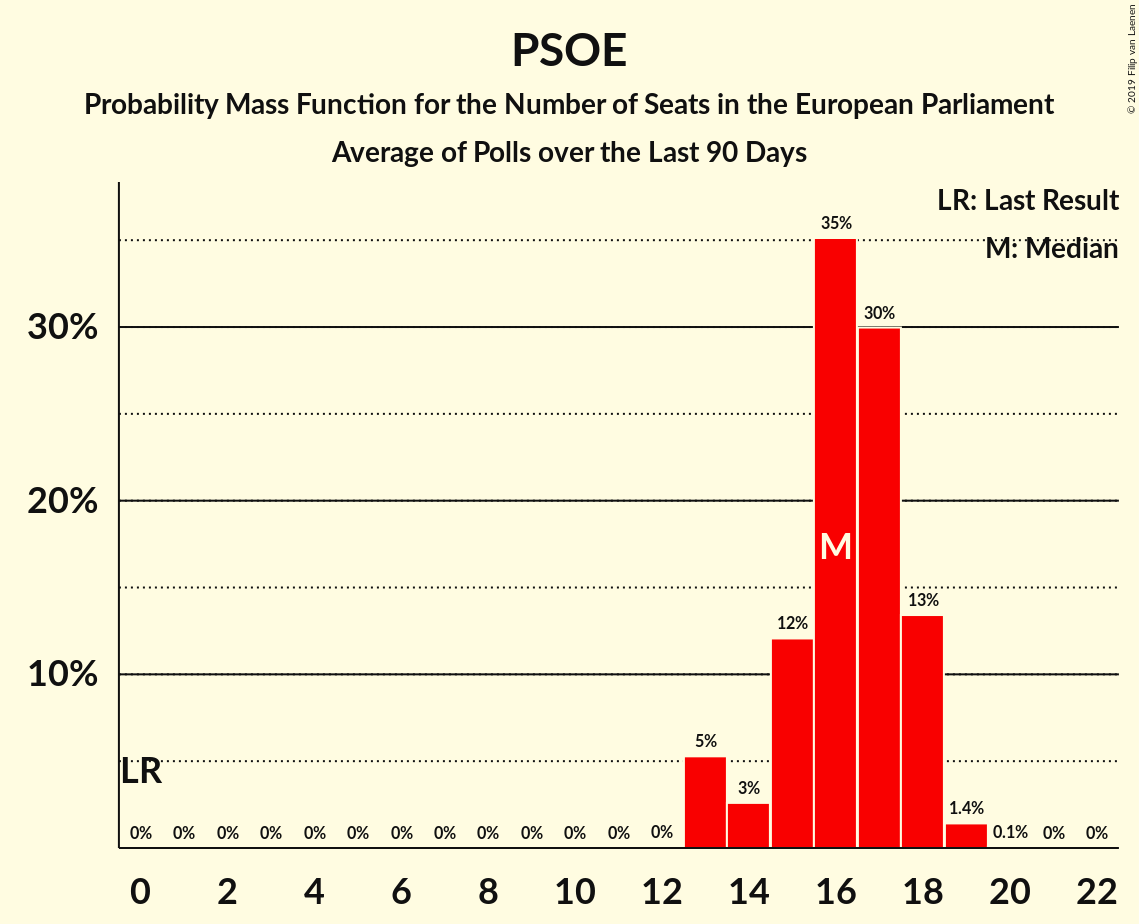 PSOE
Probability Mass Function for the Number of Seats in the European Parliament
Average of Polls over the Last 90 Days
© 2019 Filip van Laenen
LR: Last Result
M: Median
35%
30%
30%
20%
M
13%
12%
10%
5%
LR
3%
1.4%
0% 0% 0% 0% 0% 0% 0% 0% 0% 0% 0% 0% 0% 0.1% 0% 0%
0 2 4 6 8 10 12 14 16 18 20 22